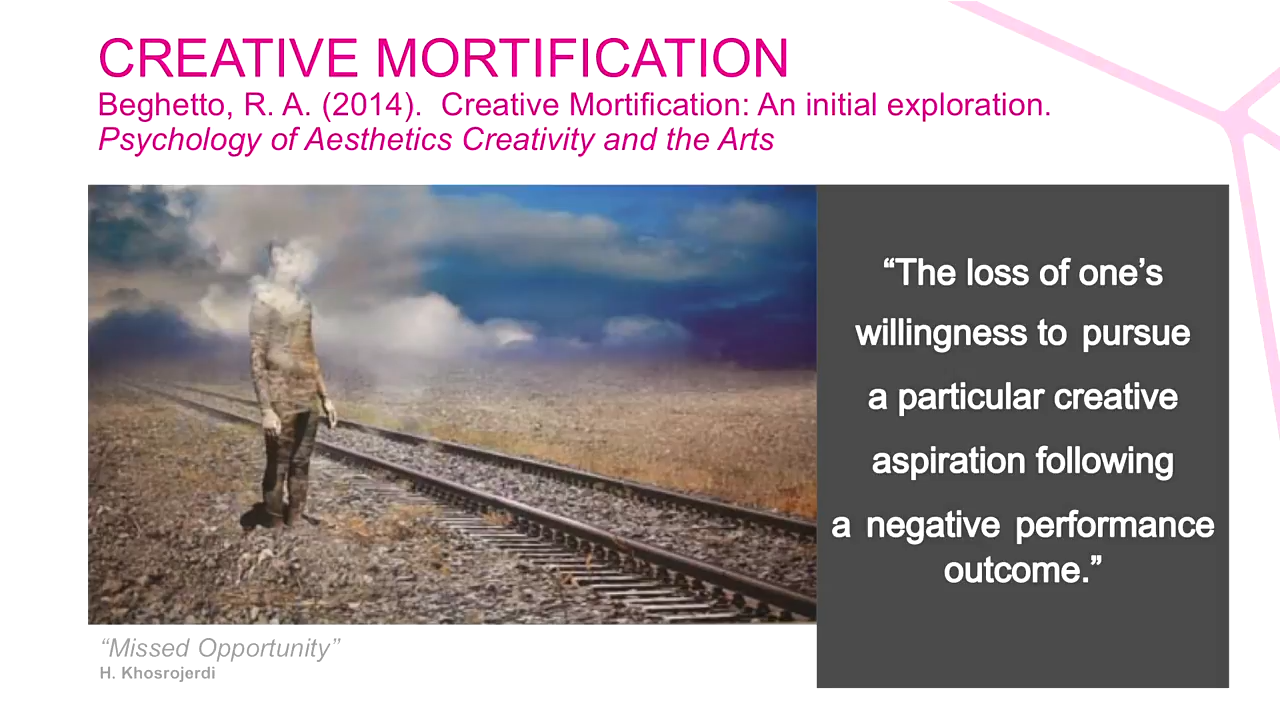 CREATIVE MORTIFICATION
Beghetto, R. A. (2014).  Creative Mortification: An initial exploration.
Psychology of Aesthetics Creativity and the Arts
“The loss of one’s
willingness to pursue
a particular creative
aspiration following
a negative performance
outcome.”
“Missed Opportunity”
H. Khosrojerdi